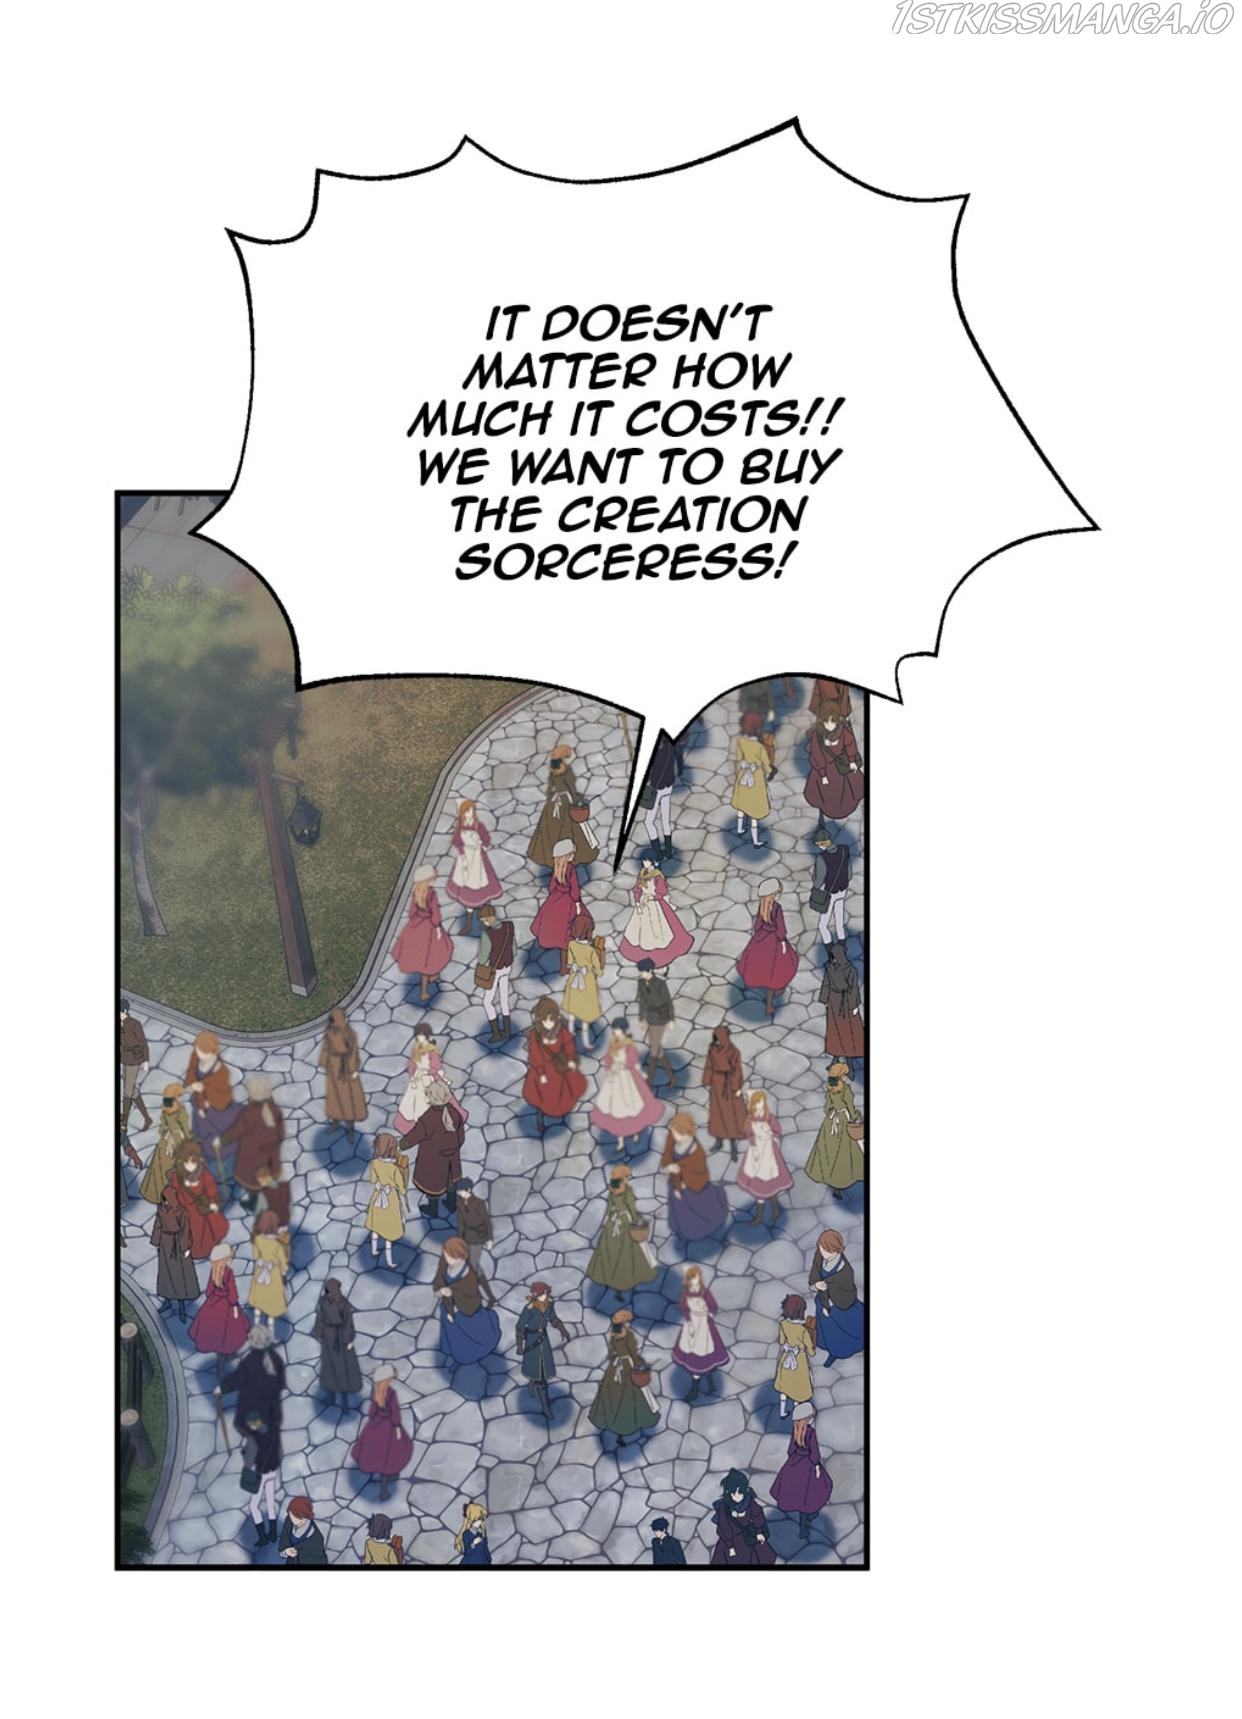 1STKISSMANGA.IO
IT DOESN'T
MATTER HOW
MUCH IT COSTS!!
WE WANT TO BUY
THE CREATION
SORCERESS!